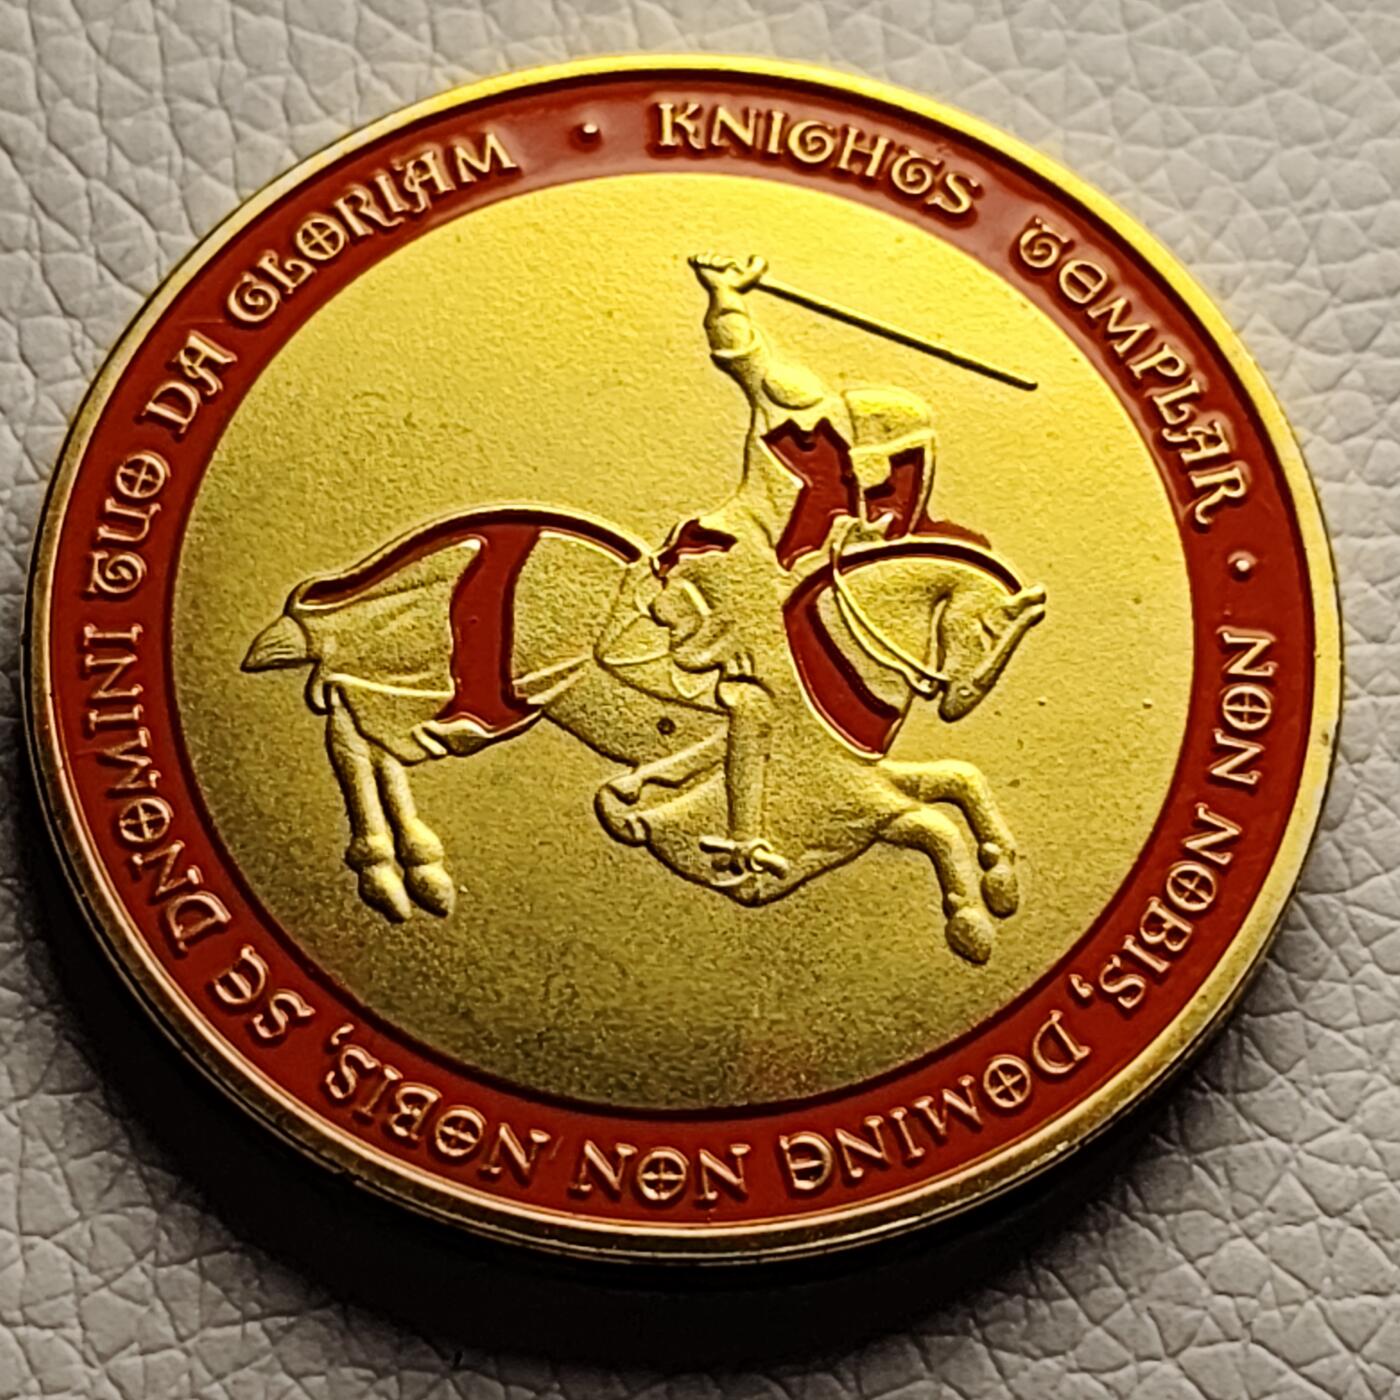 KNIGHTS TEMPLAR · NON NOBIS, DOMINE NON NOBIS, SE DNOMINI TUO DA GLORIAM ·